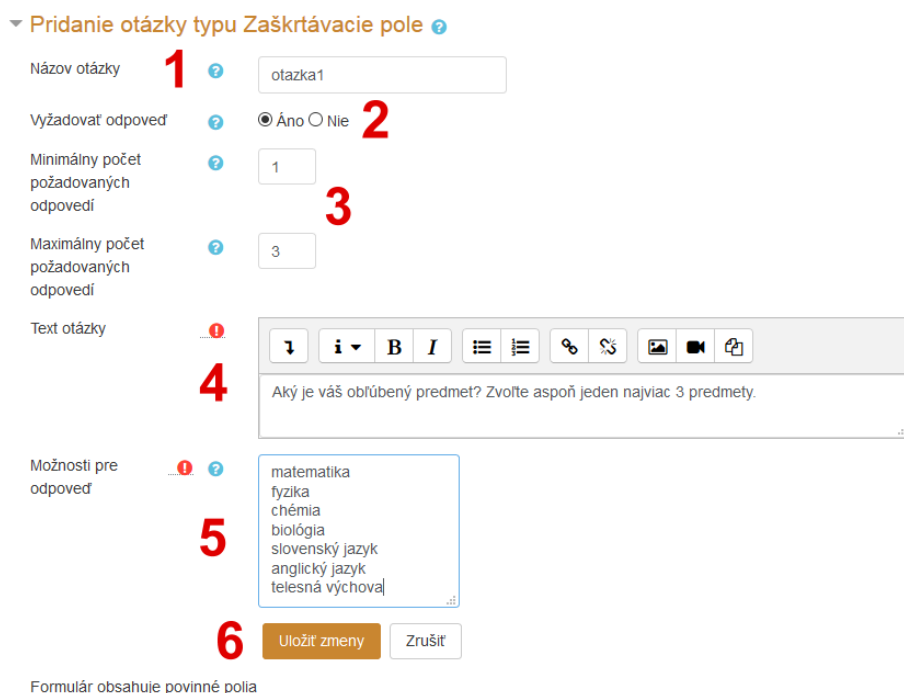 Pridanie otázky typu Zaškrtávacie pole
Názov otázky 1 otazka1
Vyžadovať odpoveď Áno Nie 2
Minimálny počet
požadovaných
odpovedí
1
3
Maximálny počet
požadovaných
odpovedí
3
Text otázky
B I
4
Aký je váš obľúbený predmet? Zvoľte aspoň jeden najviac 3 predmety.
Možnosti pre
odpoveď
5
matematika
fyzika
chémia
biológia
slovenský jazyk
anglický jazyk
telesná výchova
6 Uložiť zmeny Zrušiť
Formulár obsahuje povinné polia